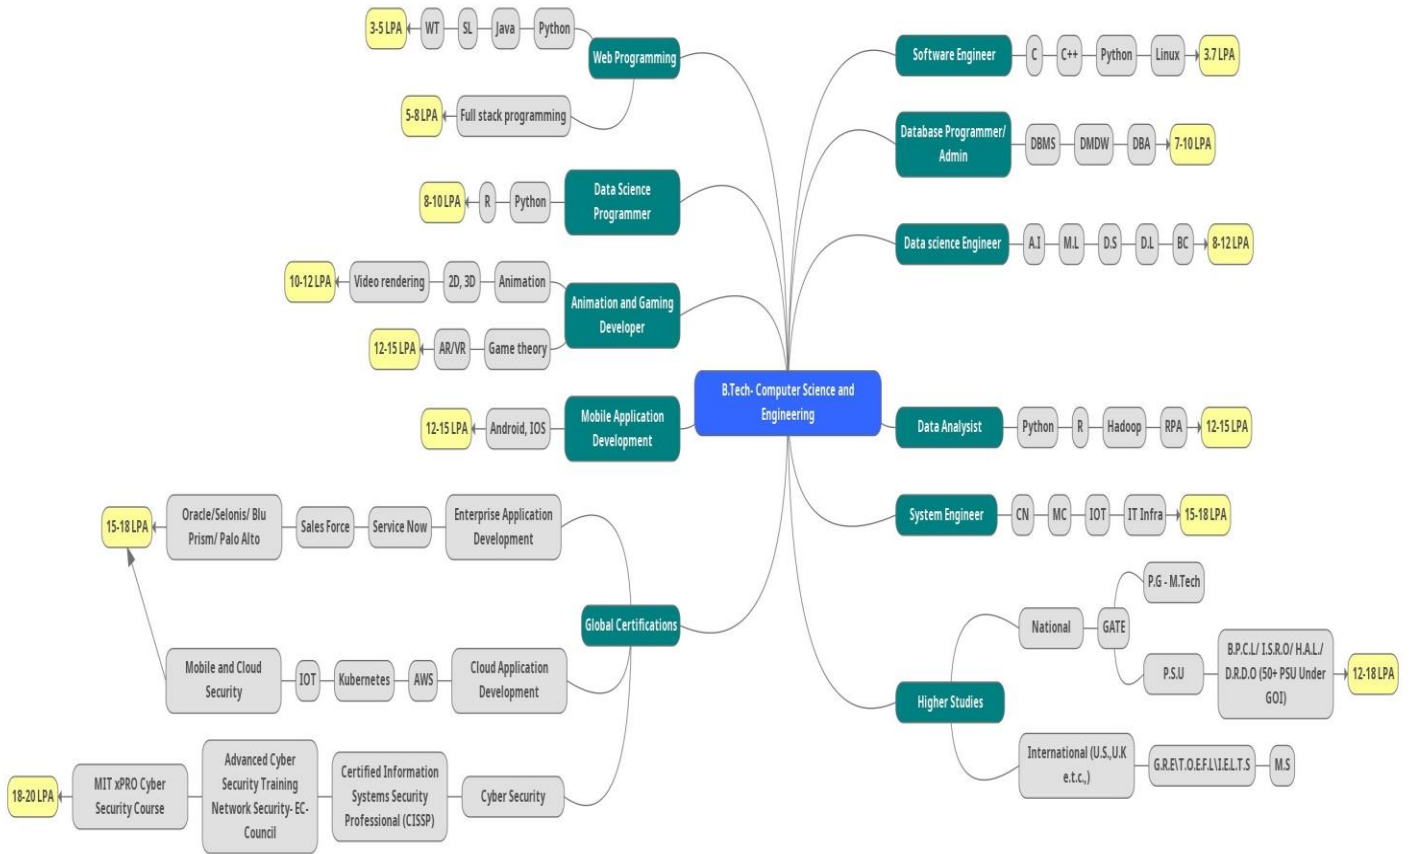 3-5 LPA
WT
SL
Java
Python
Web Programming
5-8 LPA
Full stack programming
8-10 LPA
R
Python
Data Science
Programmer
10-12 LPA
Video rendering
2D, 3D
Animation
Animation and Gaming
Developer
12-15 LPA
AR/VR
Game theory
12-15 LPA
Android, IOS
Mobile Application
Development
B.Tech- Computer Science and
Engineering
15-18 LPA
Oracle/Selonis/ Blu
Prism/ Palo Alto
Sales Force
Service Now
Enterprise Application
Development
Global Certifications
Mobile and Cloud
Security
IOT
Kubernetes
AWS
Cloud Application
Development
18-20 LPA
MIT xPRO Cyber
Security Course
Advanced Cyber
Security Training
Network Security- EC-
Council
Certified Information
Systems Security
Professional (CISSP)
Cyber Security
Software Engineer
C
C++
Python
Linux
3.7 LPA
Database Programmer/
Admin
DBMS
DMDW
DBA
7-10 LPA
Data science Engineer
A.I
M.L
D.S
D.L
BC
8-12 LPA
Data Analysist
Python
R
Hadoop
RPA
12-15 LPA
System Engineer
CN
MC
IOT
IT Infra
15-18 LPA
Higher Studies
National
GATE
P.G - M.Tech
P.S.U
B.P.C.L/ I.S.R.O/ H.A.L./
D.R.D.O (50+ PSU Under
GOI)
12-18 LPA
International (U.S.,U.K
e.t.c.,)
G.R.E\T.O.E.F.L\I.E.L.T.S
M.S